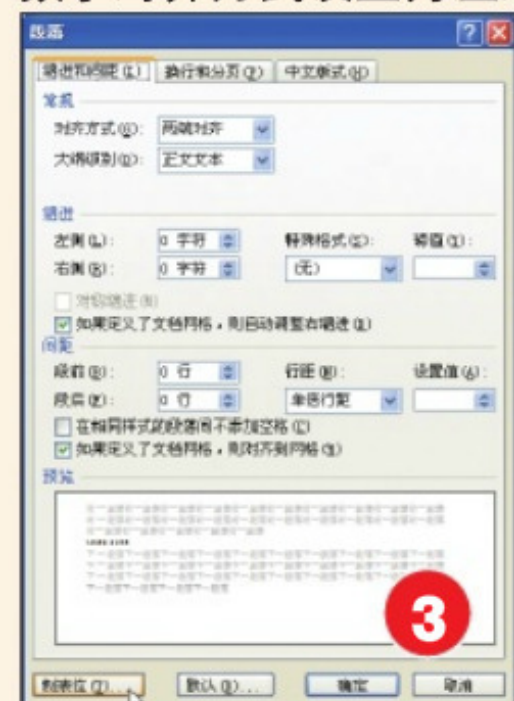 段落
缩进和间距(I) 换行和分页(P) 中文版式(H)
常规
对齐方式(G): 两端对齐
大纲级别(O): 正文文本
缩进
左侧(L): 0 字符 特殊格式(S): 磅值(Y):
右侧(R): 0 字符 (无)
对称缩进(M)
如果定义了文档网格，则自动调整右缩进(D)
间距
段前(B): 0 行 行距(N): 设置值(A):
段后(F): 0 行 单倍行距
在相同样式的段落间不添加空格(C)
如果定义了文档网格，则对齐到网格(W)
预览
3
制表位(T)... 默认(D)... 确定 取消